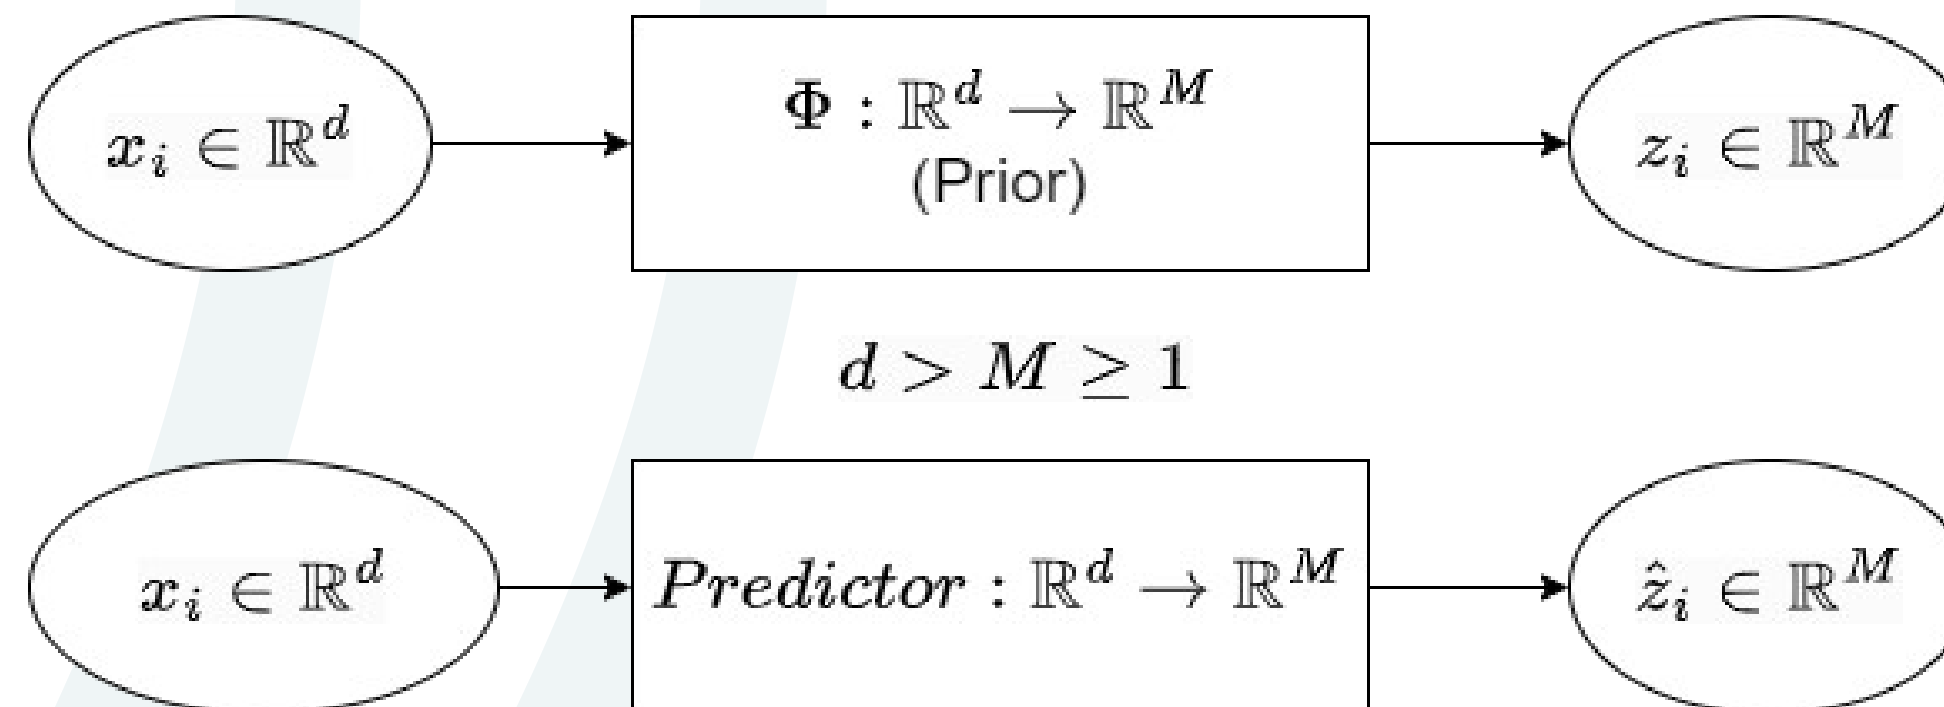 x_i ∈ ℝ^d
Φ : ℝ^d → ℝ^M
(Prior)
z_i ∈ ℝ^M
d > M ≥ 1
x_i ∈ ℝ^d
Predictor : ℝ^d → ℝ^M
ẑ_i ∈ ℝ^M